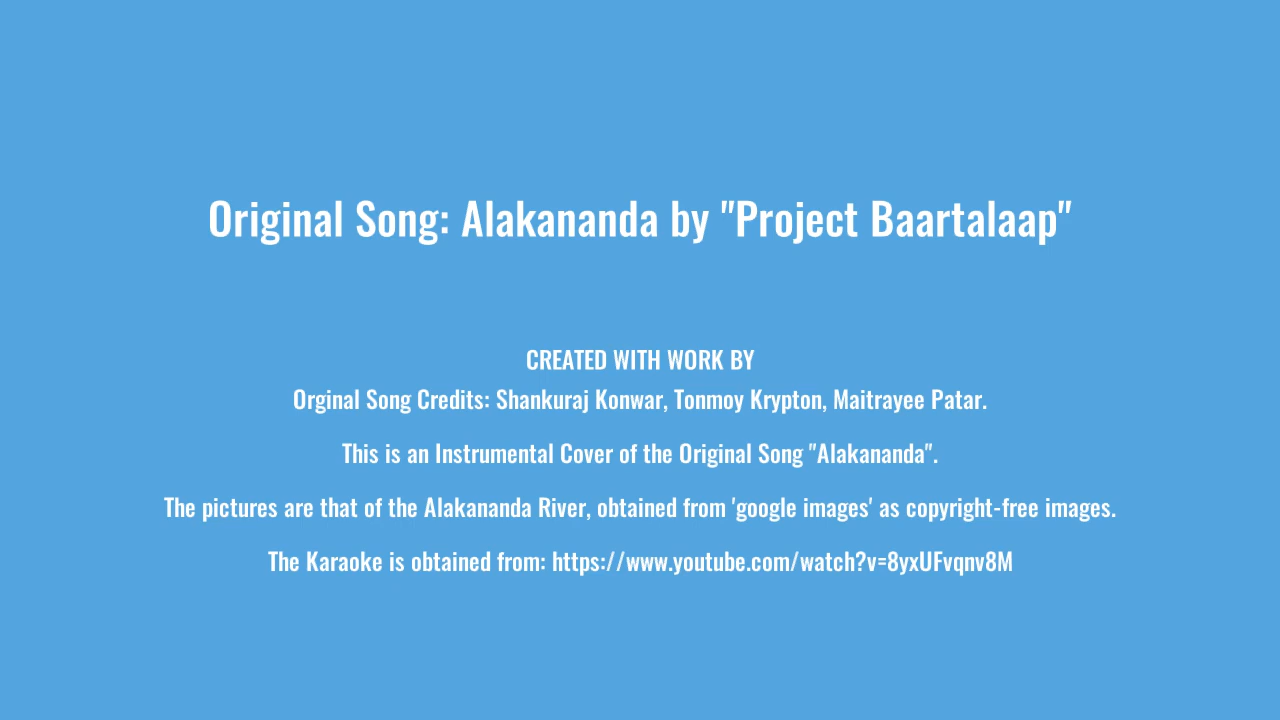 Original Song: Alakananda by "Project Baartalaap"
CREATED WITH WORK BY
Orginal Song Credits: Shankuraj Konwar, Tonmoy Krypton, Maitrayee Patar.
This is an Instrumental Cover of the Original Song "Alakananda".
The pictures are that of the Alakananda River, obtained from 'google images' as copyright-free images.
The Karaoke is obtained from: https://www.youtube.com/watch?v=8yxUFvqnv8M